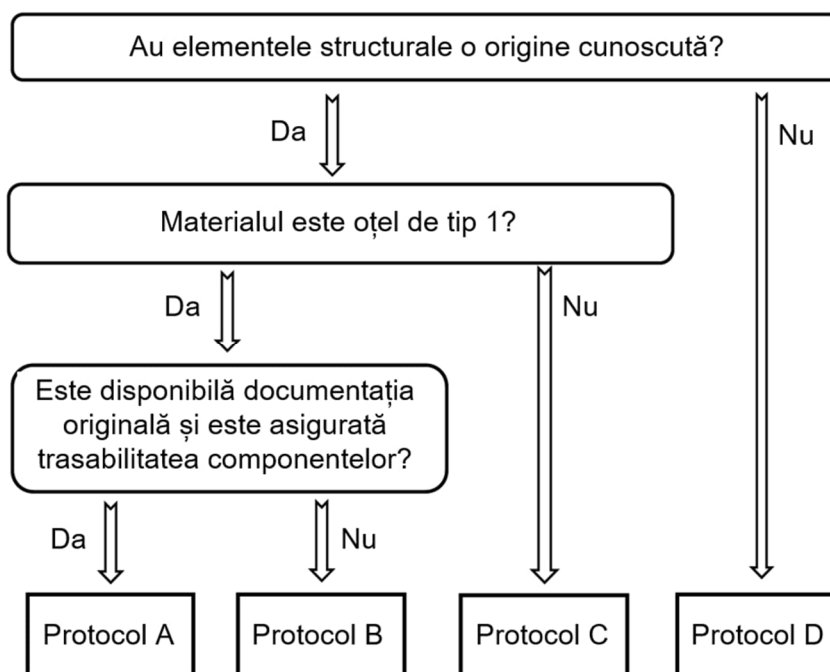 Au elementele structurale o origine cunoscută?
Da
Nu
Materialul este oțel de tip 1?
Da
Nu
Este disponibilă documentația
originală și este asigurată
trasabilitatea componentelor?
Da
Nu
Protocol A
Protocol B
Protocol C
Protocol D